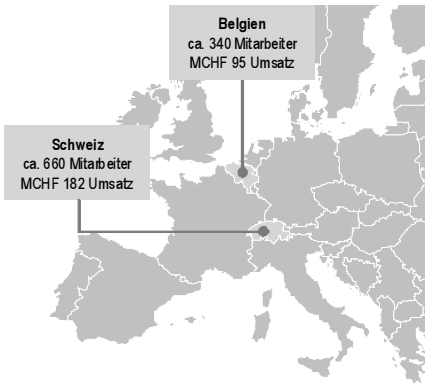 Belgien
ca. 340 Mitarbeiter
MCHF 95 Umsatz
Schweiz
ca. 660 Mitarbeiter
MCHF 182 Umsatz